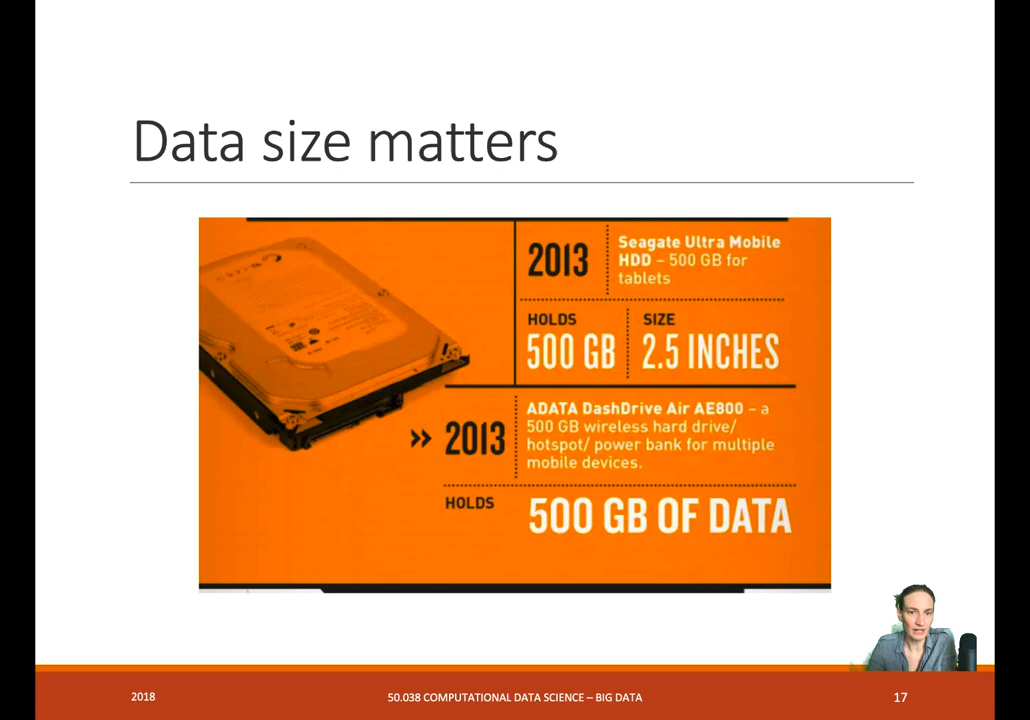 Data size matters
2013
Seagate Ultra Mobile
HDD – 500 GB for
tablets
HOLDS
500 GB
SIZE
2.5 INCHES
» 2013
ADATA DashDrive Air AE800 – a
500 GB wireless hard drive/
hotspot/ power bank for multiple
mobile devices.
HOLDS
500 GB OF DATA
2018
50.038 COMPUTATIONAL DATA SCIENCE – BIG DATA
17